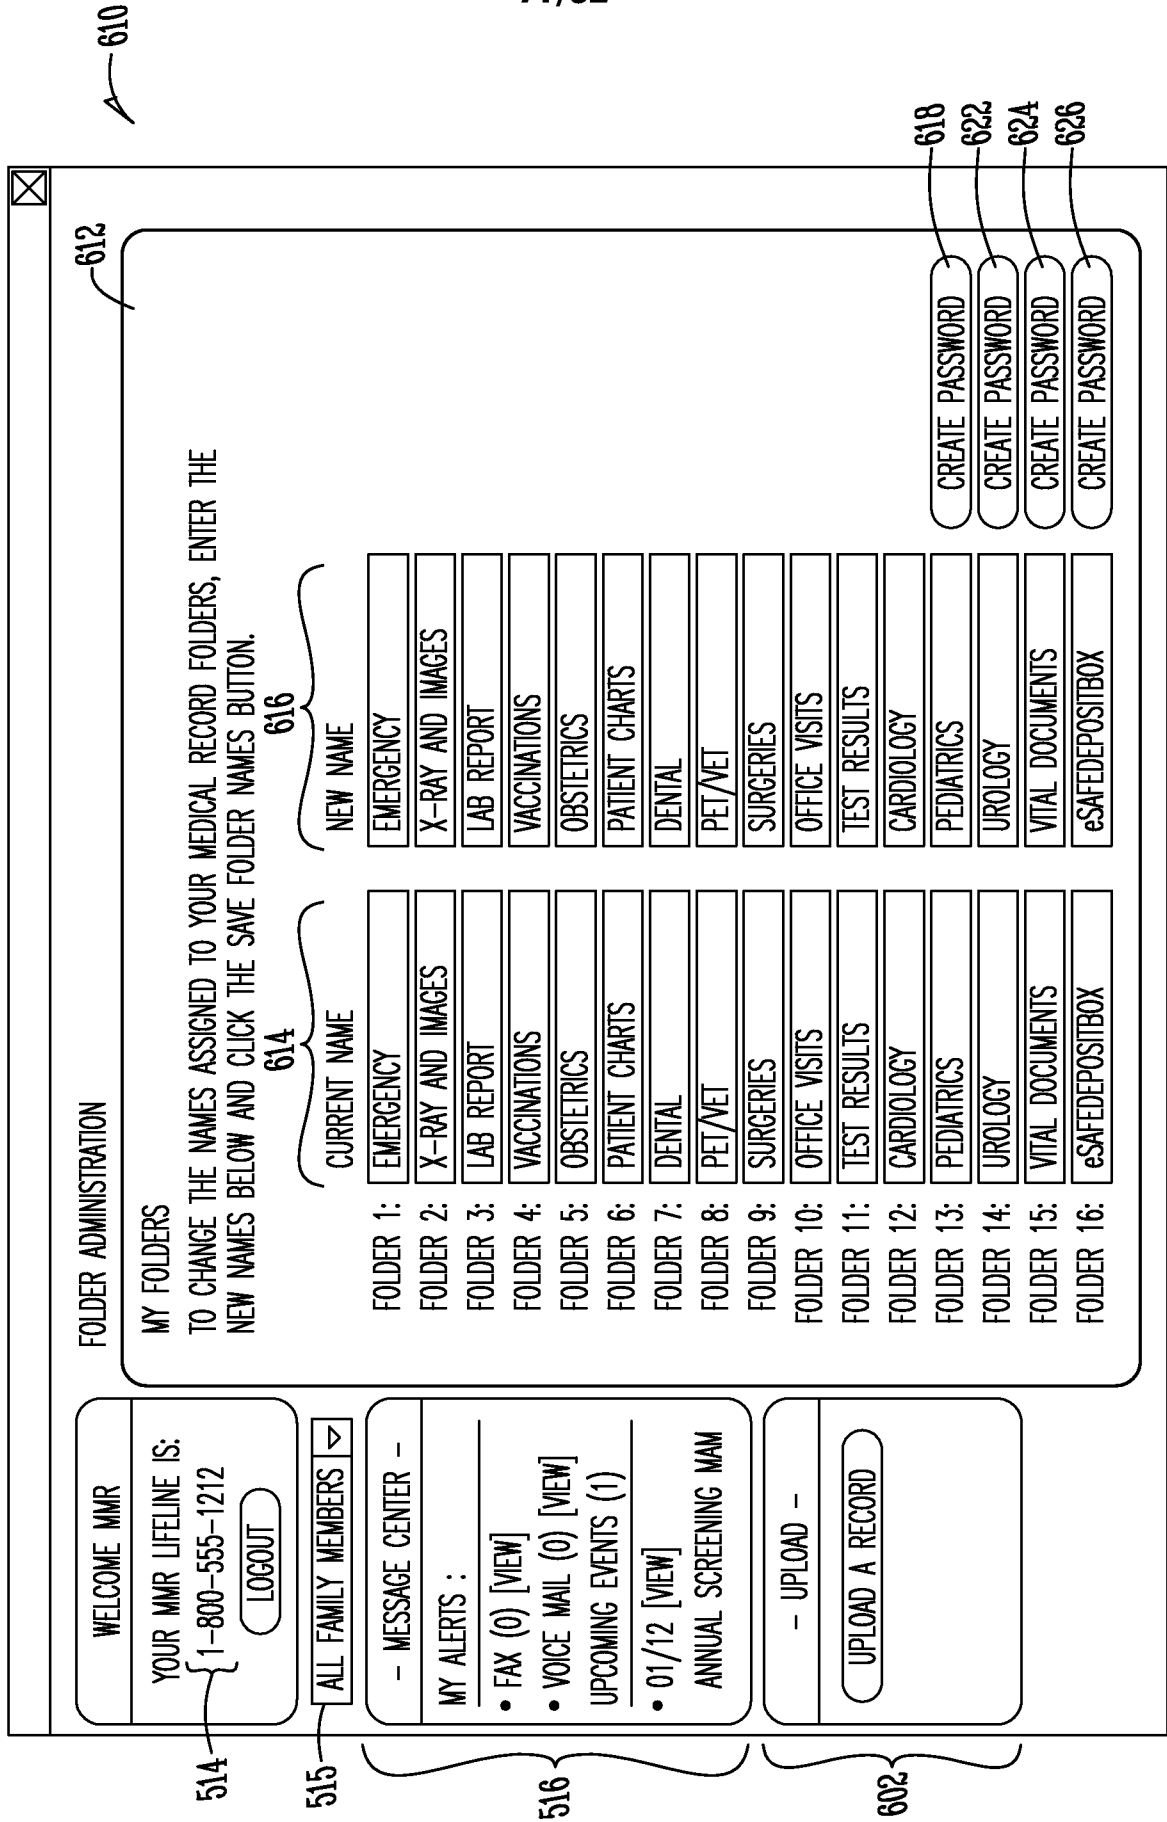 610
WELCOME MMR
YOUR MMR LIFELINE IS:
1-800-555-1212
LOGOUT
514
ALL FAMILY MEMBERS
515
- MESSAGE CENTER -
MY ALERTS :
• FAX (0) [VIEW]
• VOICE MAIL (0) [VIEW]
UPCOMING EVENTS (1)
• 01/12 [VIEW]
ANNUAL SCREENING MAM
516
- UPLOAD -
UPLOAD A RECORD
602
FOLDER ADMINISTRATION
612
MY FOLDERS
TO CHANGE THE NAMES ASSIGNED TO YOUR MEDICAL RECORD FOLDERS, ENTER THE
NEW NAMES BELOW AND CLICK THE SAVE FOLDER NAMES BUTTON.
614 616
CURRENT NAME NEW NAME
FOLDER 1: EMERGENCY EMERGENCY
FOLDER 2: X-RAY AND IMAGES X-RAY AND IMAGES
FOLDER 3: LAB REPORT LAB REPORT
FOLDER 4: VACCINATIONS VACCINATIONS
FOLDER 5: OBSTETRICS OBSTETRICS
FOLDER 6: PATIENT CHARTS PATIENT CHARTS
FOLDER 7: DENTAL DENTAL
FOLDER 8: PET/VET PET/VET
FOLDER 9: SURGERIES SURGERIES
FOLDER 10: OFFICE VISITS OFFICE VISITS
FOLDER 11: TEST RESULTS TEST RESULTS
FOLDER 12: CARDIOLOGY CARDIOLOGY
FOLDER 13: PEDIATRICS PEDIATRICS CREATE PASSWORD 618
FOLDER 14: UROLOGY UROLOGY CREATE PASSWORD 622
FOLDER 15: VITAL DOCUMENTS VITAL DOCUMENTS CREATE PASSWORD 624
FOLDER 16: eSAFEDEPOSITBOX eSAFEDEPOSITBOX CREATE PASSWORD 626